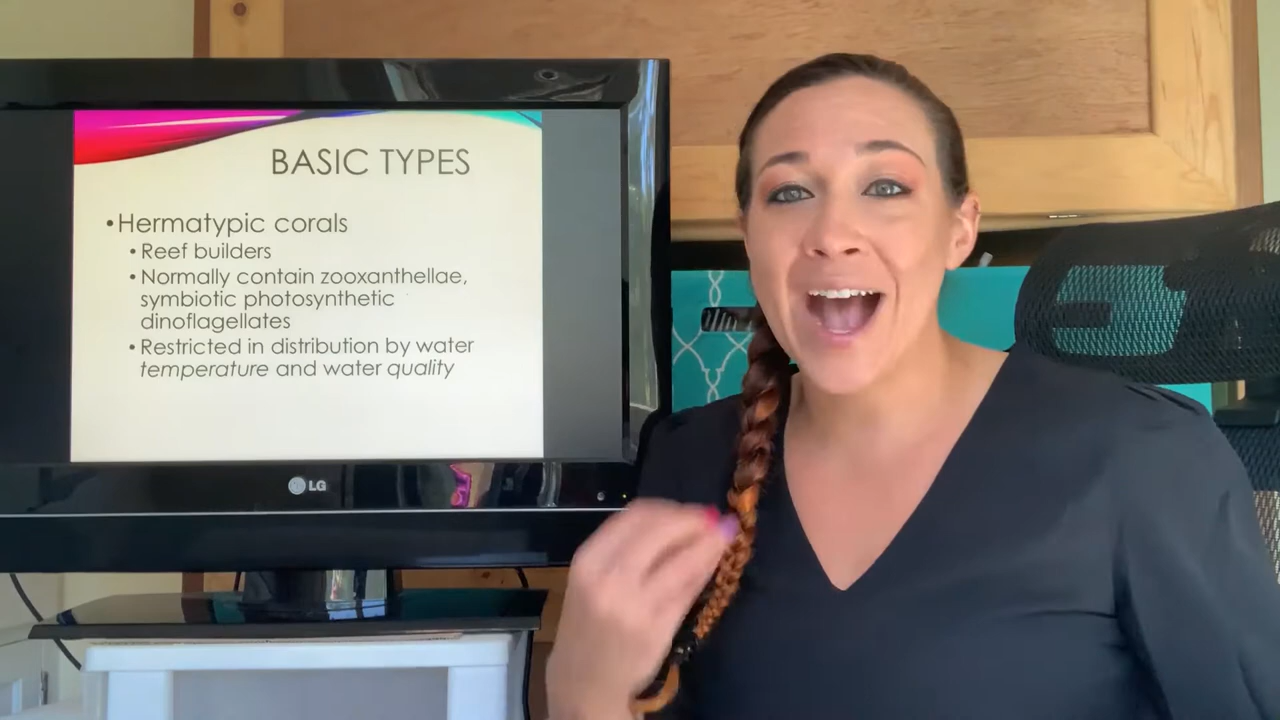 BASIC TYPES
•Hermatypic corals
•Reef builders
•Normally contain zooxanthellae,
symbiotic photosynthetic
dinoflagellates
•Restricted in distribution by water
temperature and water quality
LG